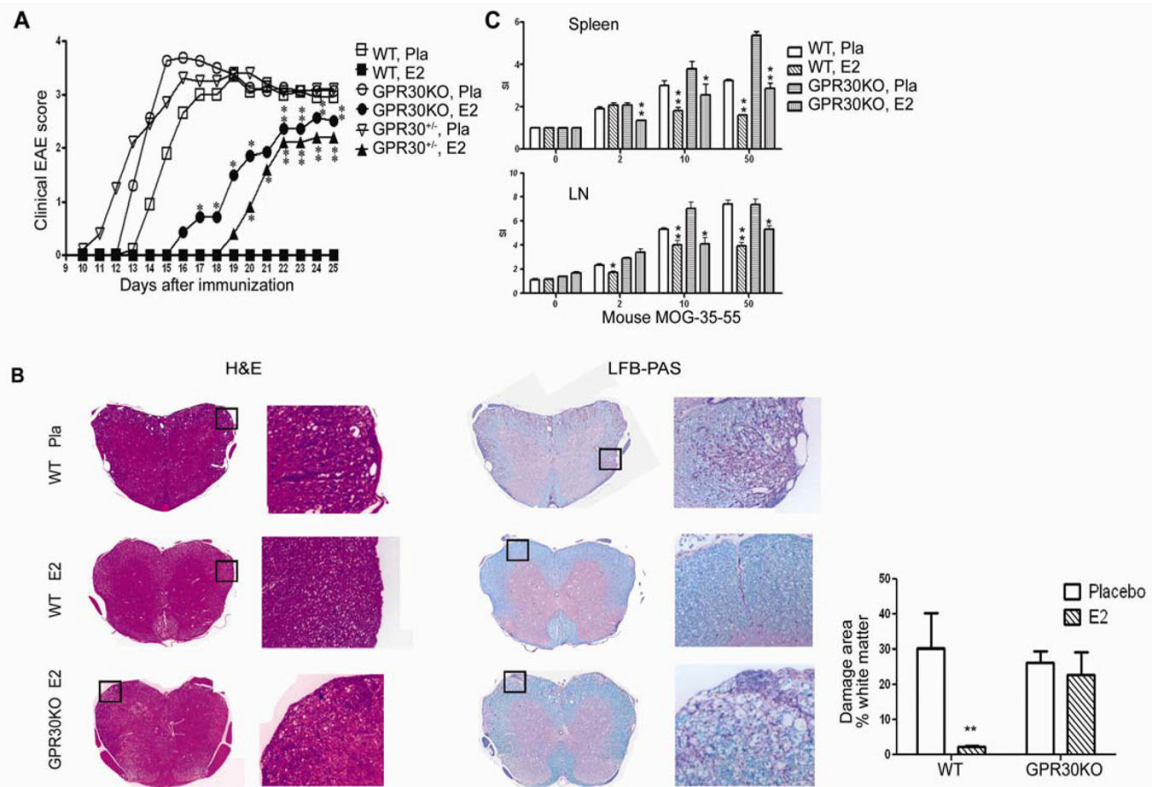 A
4
3
2
1
0
Clinical EAE score
9 10 11 12 13 14 15 16 17 18 19 20 21 22 23 24 25
Days after immunization
WT, Pla
WT, E2
GPR30KO, Pla
GPR30KO, E2
GPR30+/-, Pla
GPR30+/-, E2
C
Spleen
6
4
2
0
SI
0 2 10 50
WT, Pla
WT, E2
GPR30KO, Pla
GPR30KO, E2
LN
10
8
6
4
2
0
SI
0 2 10 50
Mouse MOG-35-55
B
H&E
LFB-PAS
WT Pla
WT E2
GPR30KO E2
50
40
30
20
10
0
Damage area
% white matter
Placebo
E2
**
WT GPR30KO